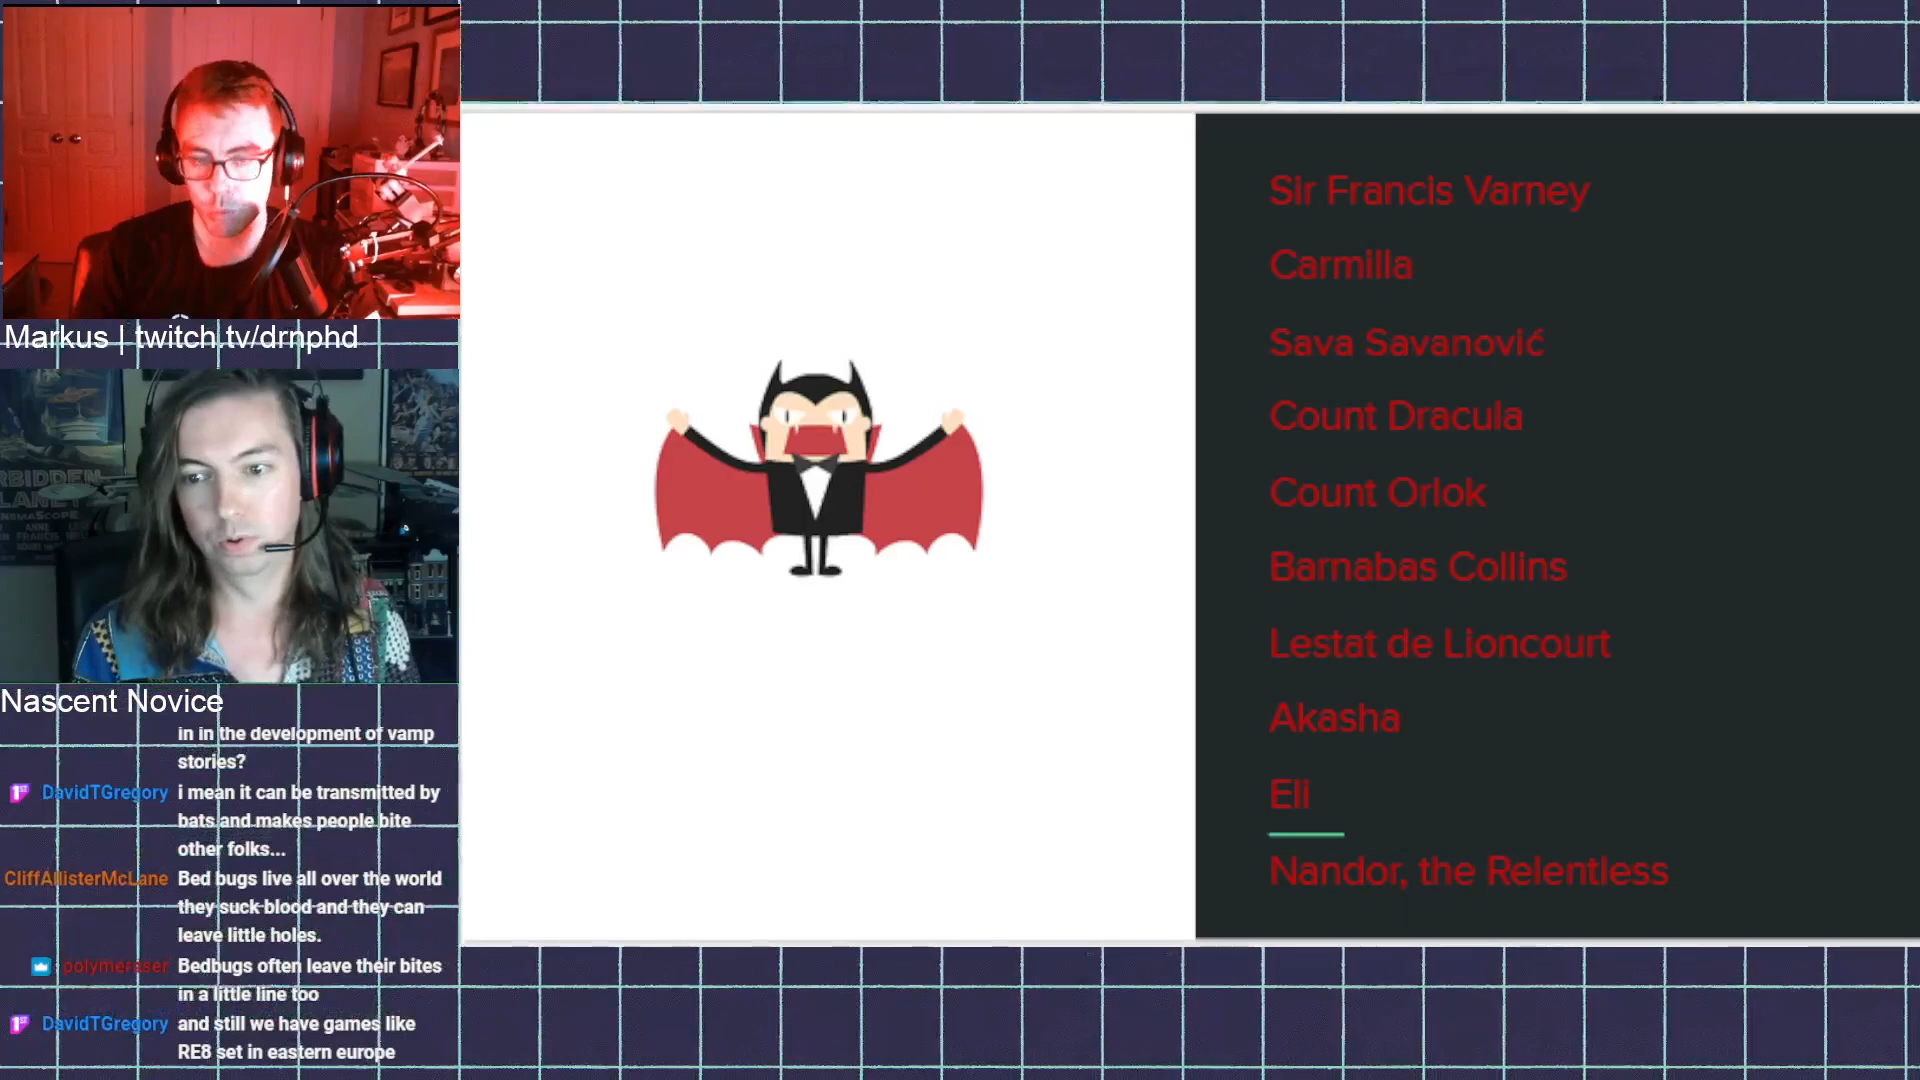 Markus | twitch.tv/drnphd
Nascent Novice
in in the development of vamp
stories?
DavidTGregory i mean it can be transmitted by
bats and makes people bite
other folks...
CliffAllisterMcLane Bed bugs live all over the world
they suck blood and they can
leave little holes.
polymeraser Bedbugs often leave their bites
in a little line too
DavidTGregory and still we have games like
RE8 set in eastern europe
Sir Francis Varney
Carmilla
Sava Savanović
Count Dracula
Count Orlok
Barnabas Collins
Lestat de Lioncourt
Akasha
Eli
Nandor, the Relentless